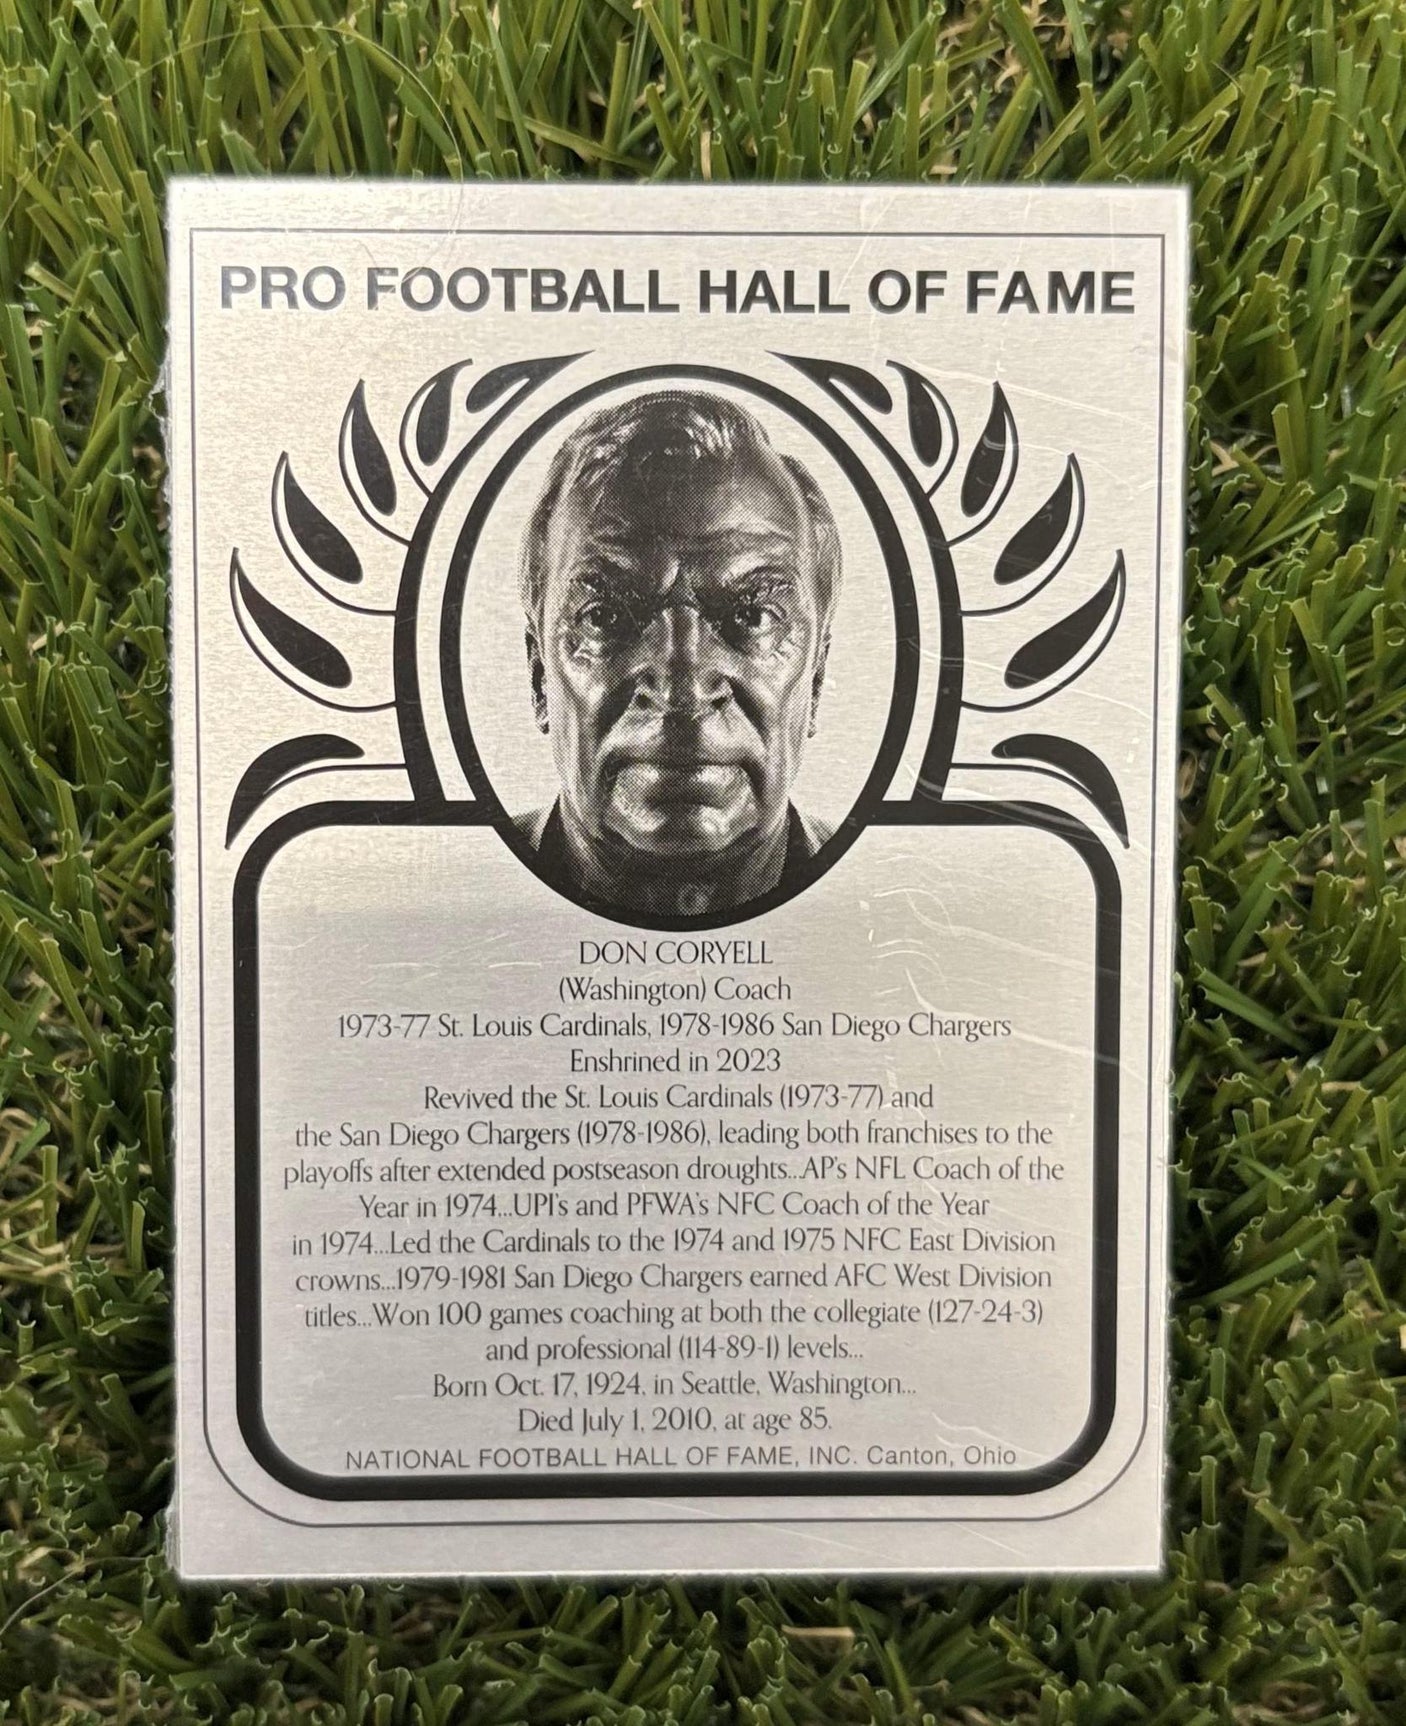 PRO FOOTBALL HALL OF FAME
DON CORYELL
(Washington) Coach
1973-77 St. Louis Cardinals, 1978-1986 San Diego Chargers
Enshrined in 2023
Revived the St. Louis Cardinals (1973-77) and
the San Diego Chargers (1978-1986), leading both franchises to the
playoffs after extended postseason droughts...AP's NFL Coach of the
Year in 1974...UPI's and PFWA's NFC Coach of the Year
in 1974...Led the Cardinals to the 1974 and 1975 NFC East Division
crowns...1979-1981 San Diego Chargers earned AFC West Division
titles...Won 100 games coaching at both the collegiate (127-24-3)
and professional (114-89-1) levels...
Born Oct. 17, 1924, in Seattle, Washington...
Died July 1, 2010, at age 85.
NATIONAL FOOTBALL HALL OF FAME, INC. Canton, Ohio